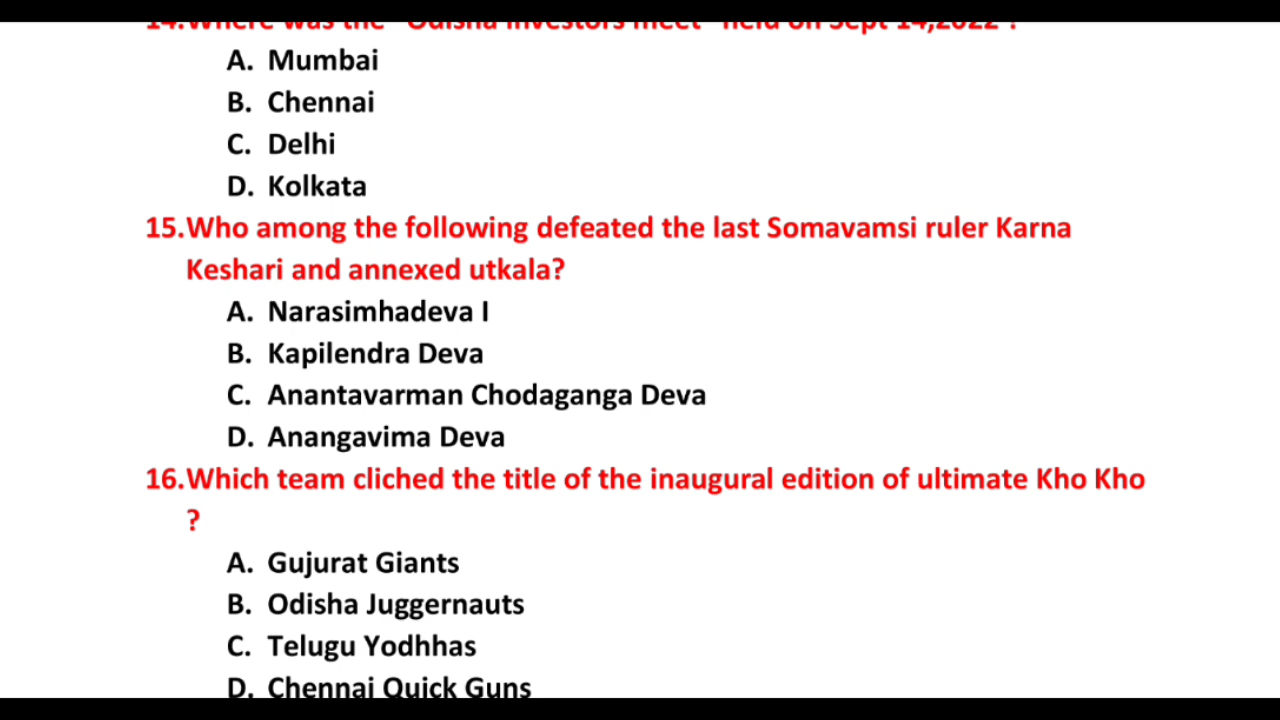 14.Where was the "Odisha Investors meet" held on Sept 14,2022 ?
A. Mumbai
B. Chennai
C. Delhi
D. Kolkata
15.Who among the following defeated the last Somavamsi ruler Karna
Keshari and annexed utkala?
A. Narasimhadeva I
B. Kapilendra Deva
C. Anantavarman Chodaganga Deva
D. Anangavima Deva
16.Which team cliched the title of the inaugural edition of ultimate Kho Kho
?
A. Gujurat Giants
B. Odisha Juggernauts
C. Telugu Yodhhas
D. Chennai Quick Guns